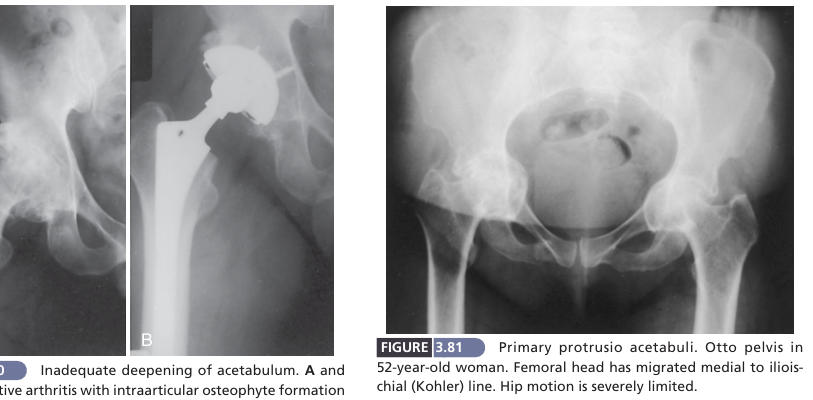 B
0 Inadequate deepening of acetabulum. A and
tive arthritis with intraarticular osteophyte formation
FIGURE 3.81 Primary protrusio acetabuli. Otto pelvis in
52-year-old woman. Femoral head has migrated medial to iliois-
chial (Kohler) line. Hip motion is severely limited.